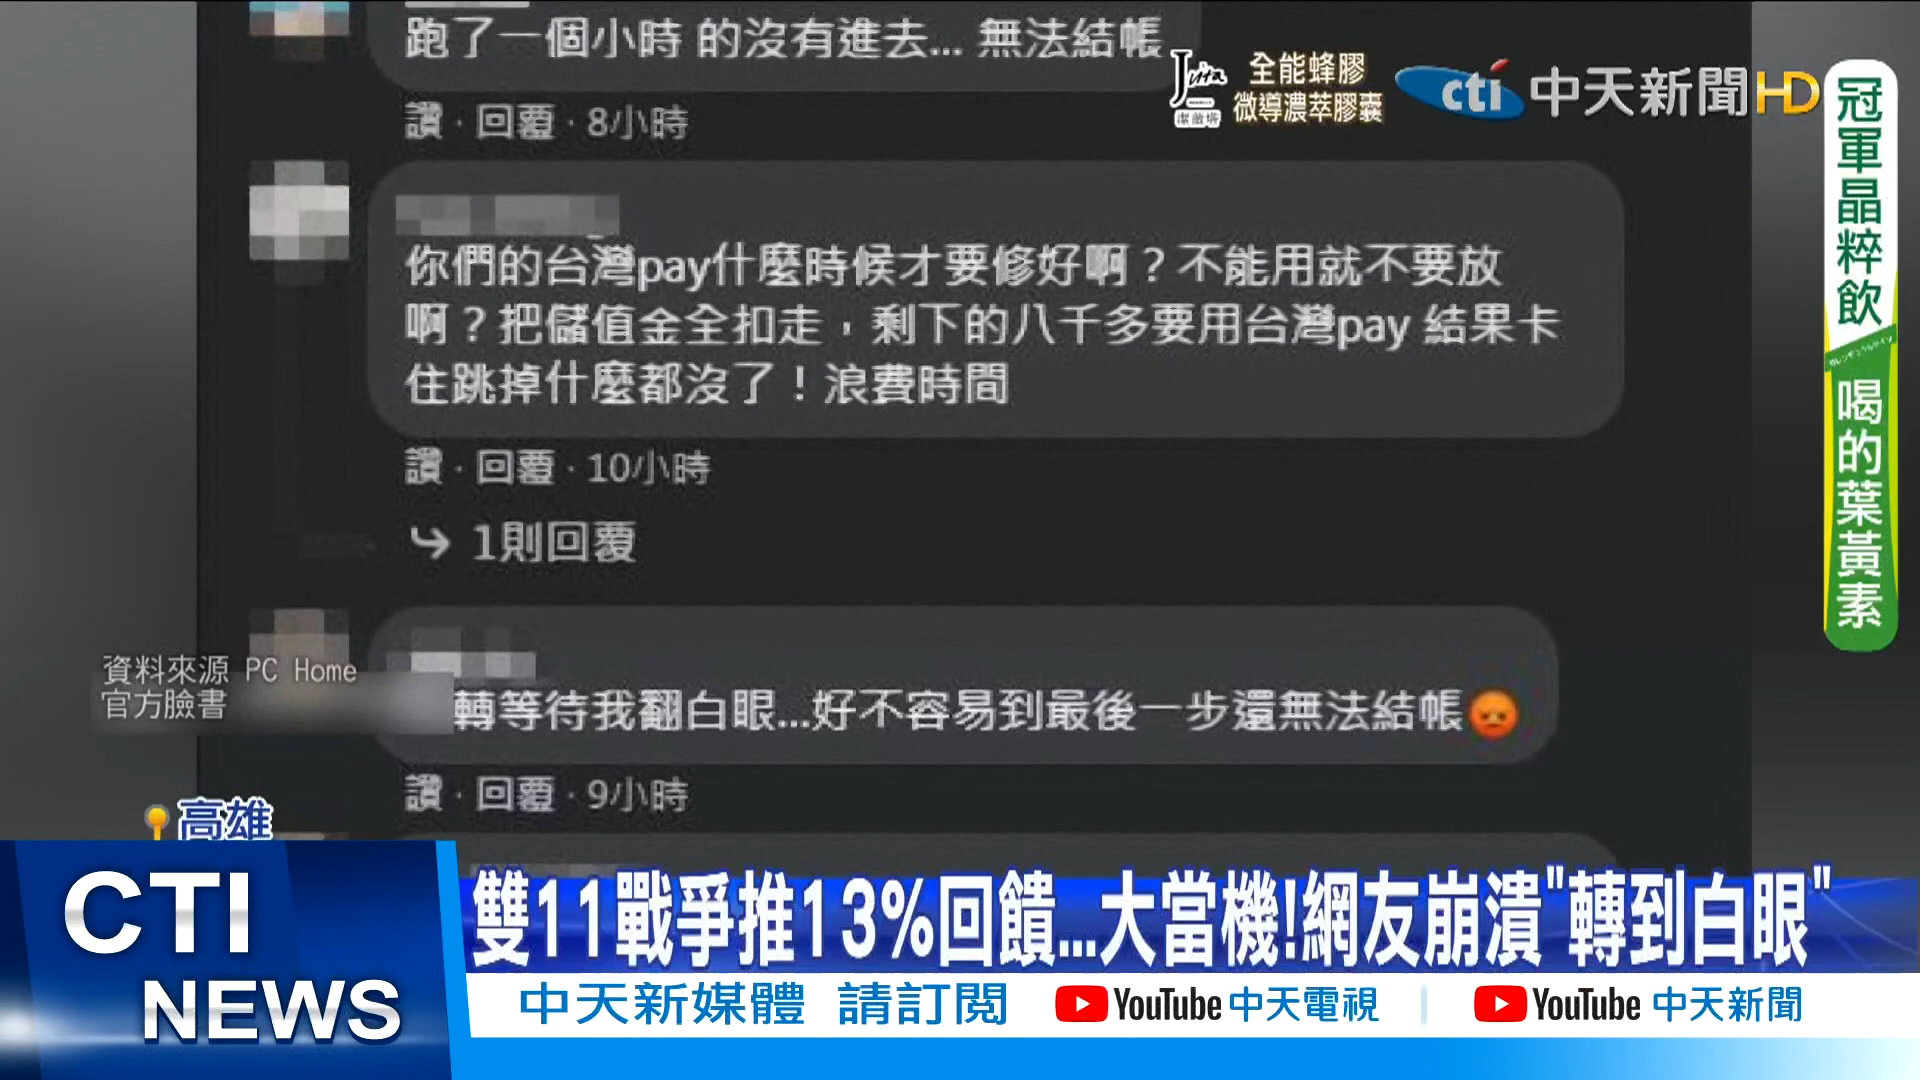 跑了一個小時 的沒有進去... 無法結帳
讚 · 回覆 · 8小時
Jvita
潔蔽塔
全能蜂膠
微導濃萃膠囊
cti 中天新聞HD
冠軍晶粹飲
喝的葉黃素
你們的台灣pay什麼時候才要修好啊？不能用就不要放
啊？把儲值金全扣走，剩下的八千多要用台灣pay 結果卡
住跳掉什麼都沒了！浪費時間
讚 · 回覆 · 10小時
1則回覆
資料來源 PC Home
官方臉書
轉等待我翻白眼...好不容易到最後一步還無法結帳
讚 · 回覆 · 9小時
高雄
CTI
NEWS
雙11戰爭推13%回饋...大當機!網友崩潰"轉到白眼"
中天新媒體 請訂閱 YouTube 中天電視 YouTube 中天新聞